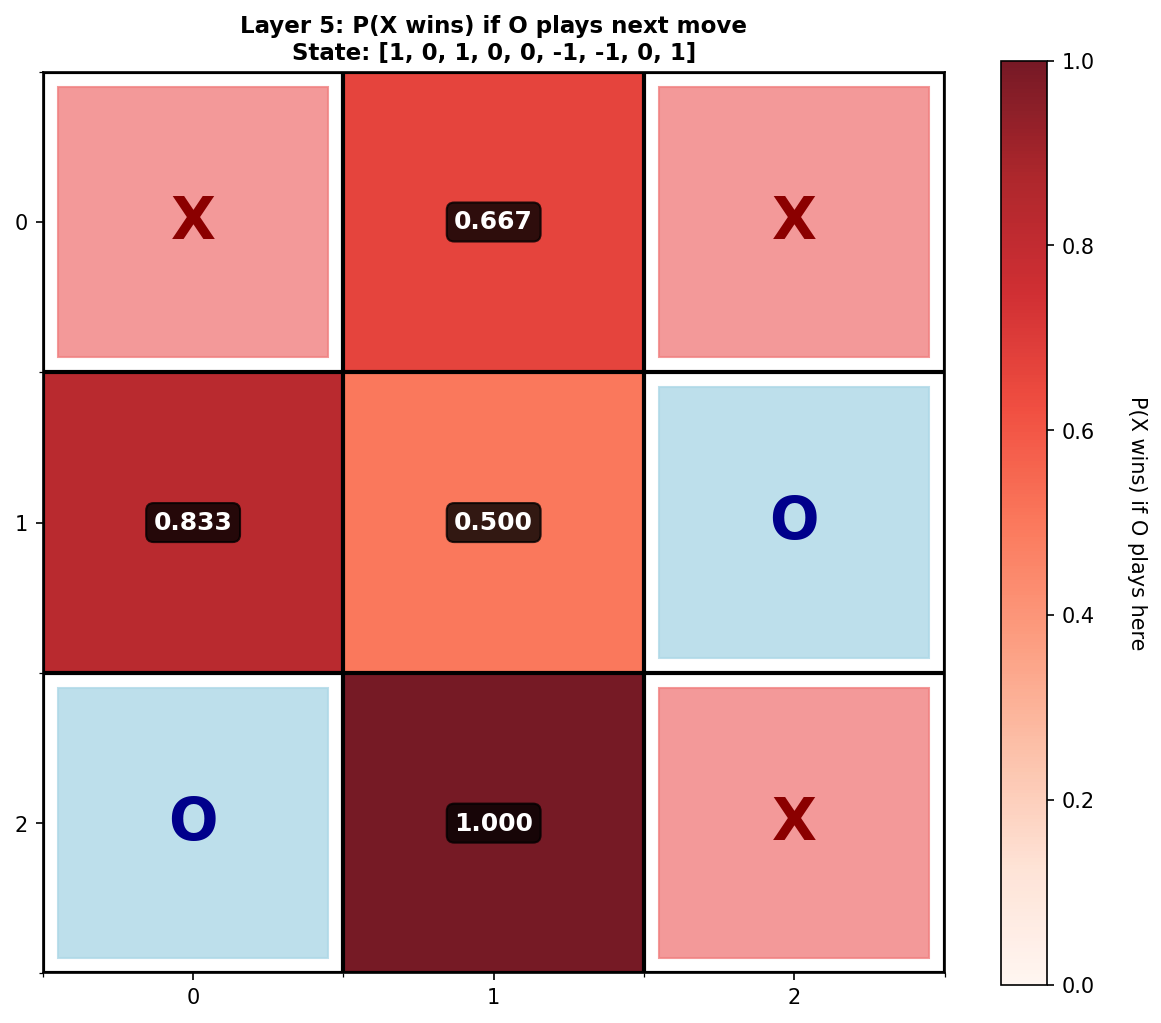 Layer 5: P(X wins) if O plays next move
State: [1, 0, 1, 0, 0, -1, -1, 0, 1]
X
0.667
X
0
0.833
0.500
O
1
O
1.000
X
2
0
1
2
1.0
0.8
0.6
0.4
0.2
0.0
P(X wins) if O plays here